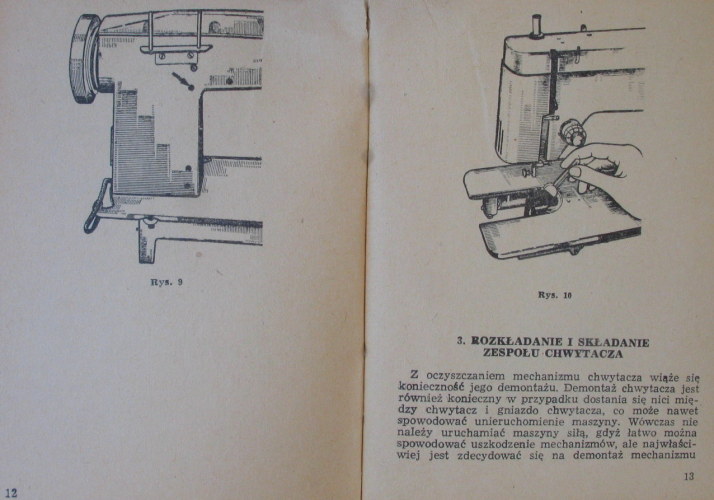 Rys. 9
12
Rys. 10
3. ROZKŁADANIE I SKŁADANIE
ZESPOŁU CHWYTACZA
Z oczyszczaniem mechanizmu chwytacza wiąże się
konieczność jego demontażu. Demontaż chwytacza jest
również konieczny w przypadku dostania się nici mię-
dzy chwytacz i gniazdo chwytacza, co może nawet
spowodować unieruchomienie maszyny. Wówczas nie
należy uruchamiać maszyny siłą, gdyż łatwo można
spowodować uszkodzenie mechanizmów, ale najwłaści-
wiej jest zdecydować się na demontaż mechanizmu
13